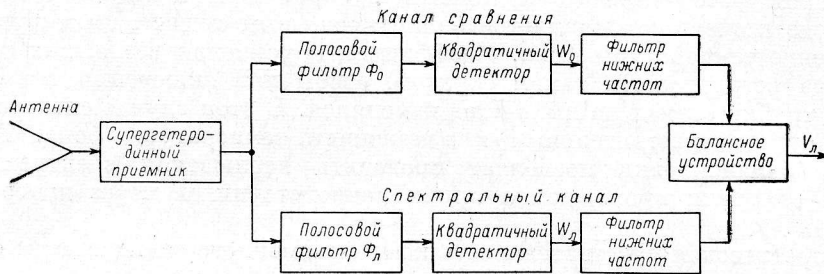 Канал сравнения
Полосовой
фильтр Ф₀
Квадратичный
детектор
W₀
Фильтр
нижних
частот
Антенна
Супергетеро-
динный
приемник
Балансное
устройство
Vл
Спектральный канал
Полосовой
фильтр Фл
Квадратичный
детектор
Wл
Фильтр
нижних
частот